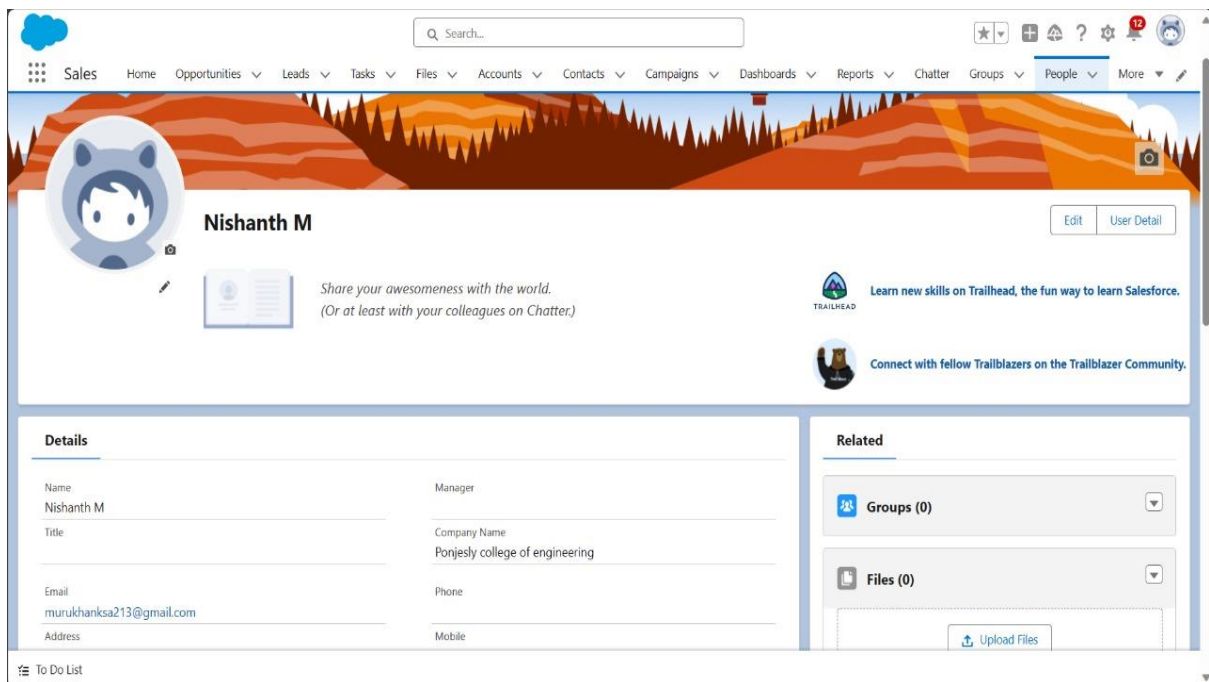 Search...
12
Sales Home Opportunities Leads Tasks Files Accounts Contacts Campaigns Dashboards Reports Chatter Groups People More
Nishanth M
Edit User Detail
Share your awesomeness with the world.
(Or at least with your colleagues on Chatter.)
TRAILHEAD
Learn new skills on Trailhead, the fun way to learn Salesforce.
Connect with fellow Trailblazers on the Trailblazer Community.
Details
Name
Nishanth M
Manager
Title
Company Name
Ponjesly college of engineering
Email
murukhanksa213@gmail.com
Phone
Address
Mobile
Related
Groups (0)
Files (0)
Upload Files
To Do List